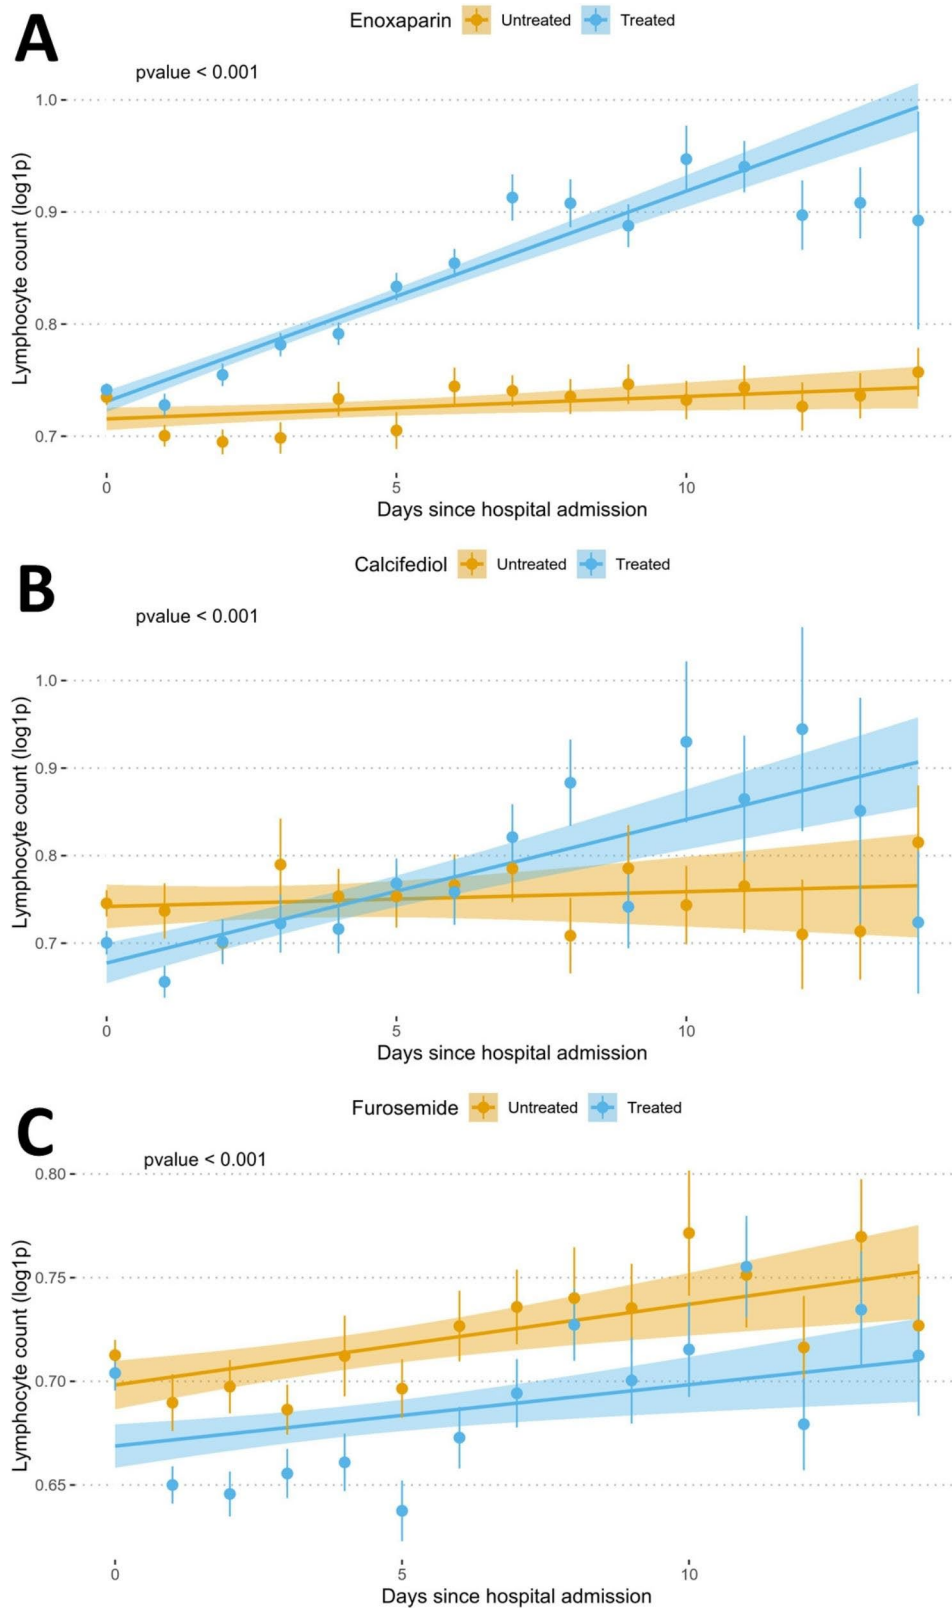 A
Enoxaparin Untreated Treated
pvalue < 0.001
Lymphocyte count (log1p)
1.0
0.9
0.8
0.7
0 5 10
Days since hospital admission
B
Calcifediol Untreated Treated
pvalue < 0.001
Lymphocyte count (log1p)
1.0
0.9
0.8
0.7
0 5 10
Days since hospital admission
C
Furosemide Untreated Treated
pvalue < 0.001
Lymphocyte count (log1p)
0.80
0.75
0.70
0.65
0 5 10
Days since hospital admission